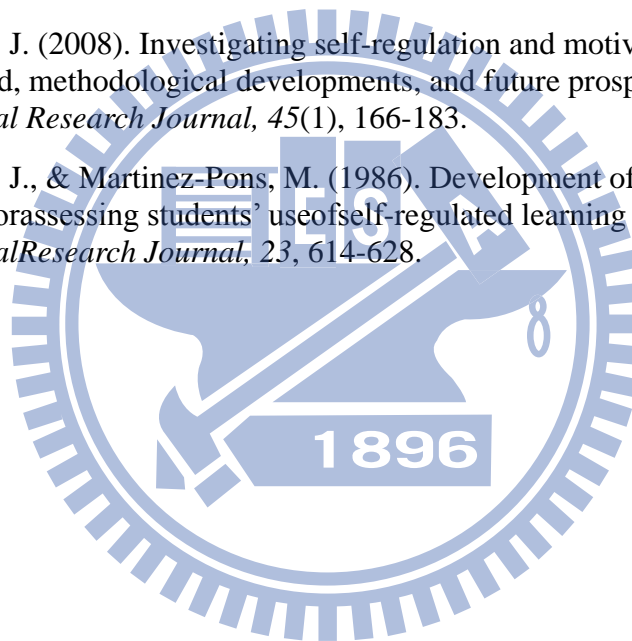 J. (2008). Investigating self-regulation and motiv
d, methodological developments, and future prosp
al Research Journal, 45(1), 166-183.
J., & Martinez-Pons, M. (1986). Development of
orassessing students’ useofself-regulated learning
alResearch Journal, 23, 614-628.
E S A
8
1896